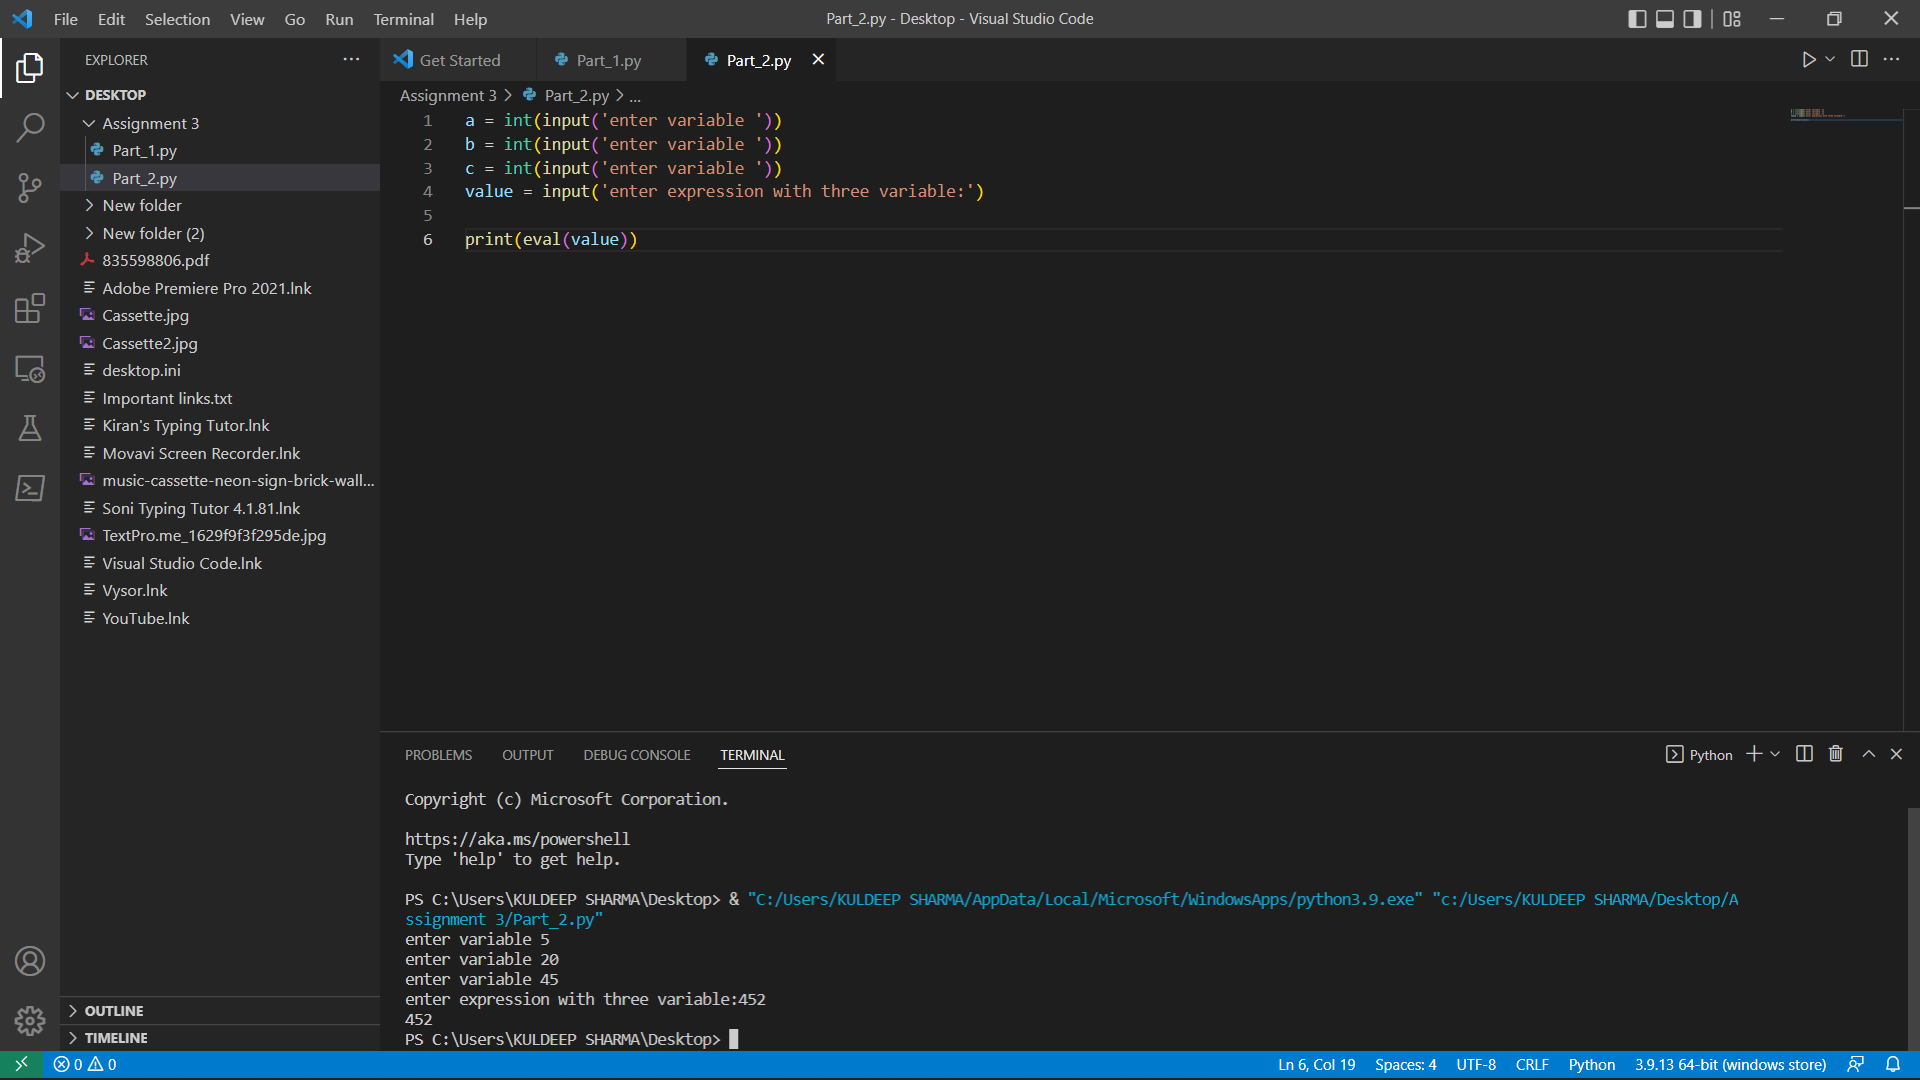 File Edit Selection View Go Run Terminal Help
Part_2.py - Desktop - Visual Studio Code
EXPLORER
DESKTOP
Assignment 3
Part_1.py
Part_2.py
New folder
New folder (2)
835598806.pdf
Adobe Premiere Pro 2021.lnk
Cassette.jpg
Cassette2.jpg
desktop.ini
Important links.txt
Kiran's Typing Tutor.lnk
Movavi Screen Recorder.lnk
music-cassette-neon-sign-brick-wall...
Soni Typing Tutor 4.1.81.lnk
TextPro.me_1629f9f3f295de.jpg
Visual Studio Code.lnk
Vysor.lnk
YouTube.lnk
OUTLINE
TIMELINE
Get Started Part_1.py Part_2.py
Assignment 3 > Part_2.py > ...
1 a = int(input('enter variable '))
2 b = int(input('enter variable '))
3 c = int(input('enter variable '))
4 value = input('enter expression with three variable:')
5
6 print(eval(value))
PROBLEMS OUTPUT DEBUG CONSOLE TERMINAL
Python
Copyright (c) Microsoft Corporation.
https://aka.ms/powershell
Type 'help' to get help.
PS C:\Users\KULDEEP SHARMA\Desktop> & "C:/Users/KULDEEP SHARMA/AppData/Local/Microsoft/WindowsApps/python3.9.exe" "c:/Users/KULDEEP SHARMA/Desktop/A
ssignment 3/Part_2.py"
enter variable 5
enter variable 20
enter variable 45
enter expression with three variable:452
452
PS C:\Users\KULDEEP SHARMA\Desktop>
0 0
Ln 6, Col 19 Spaces: 4 UTF-8 CRLF Python 3.9.13 64-bit (windows store)